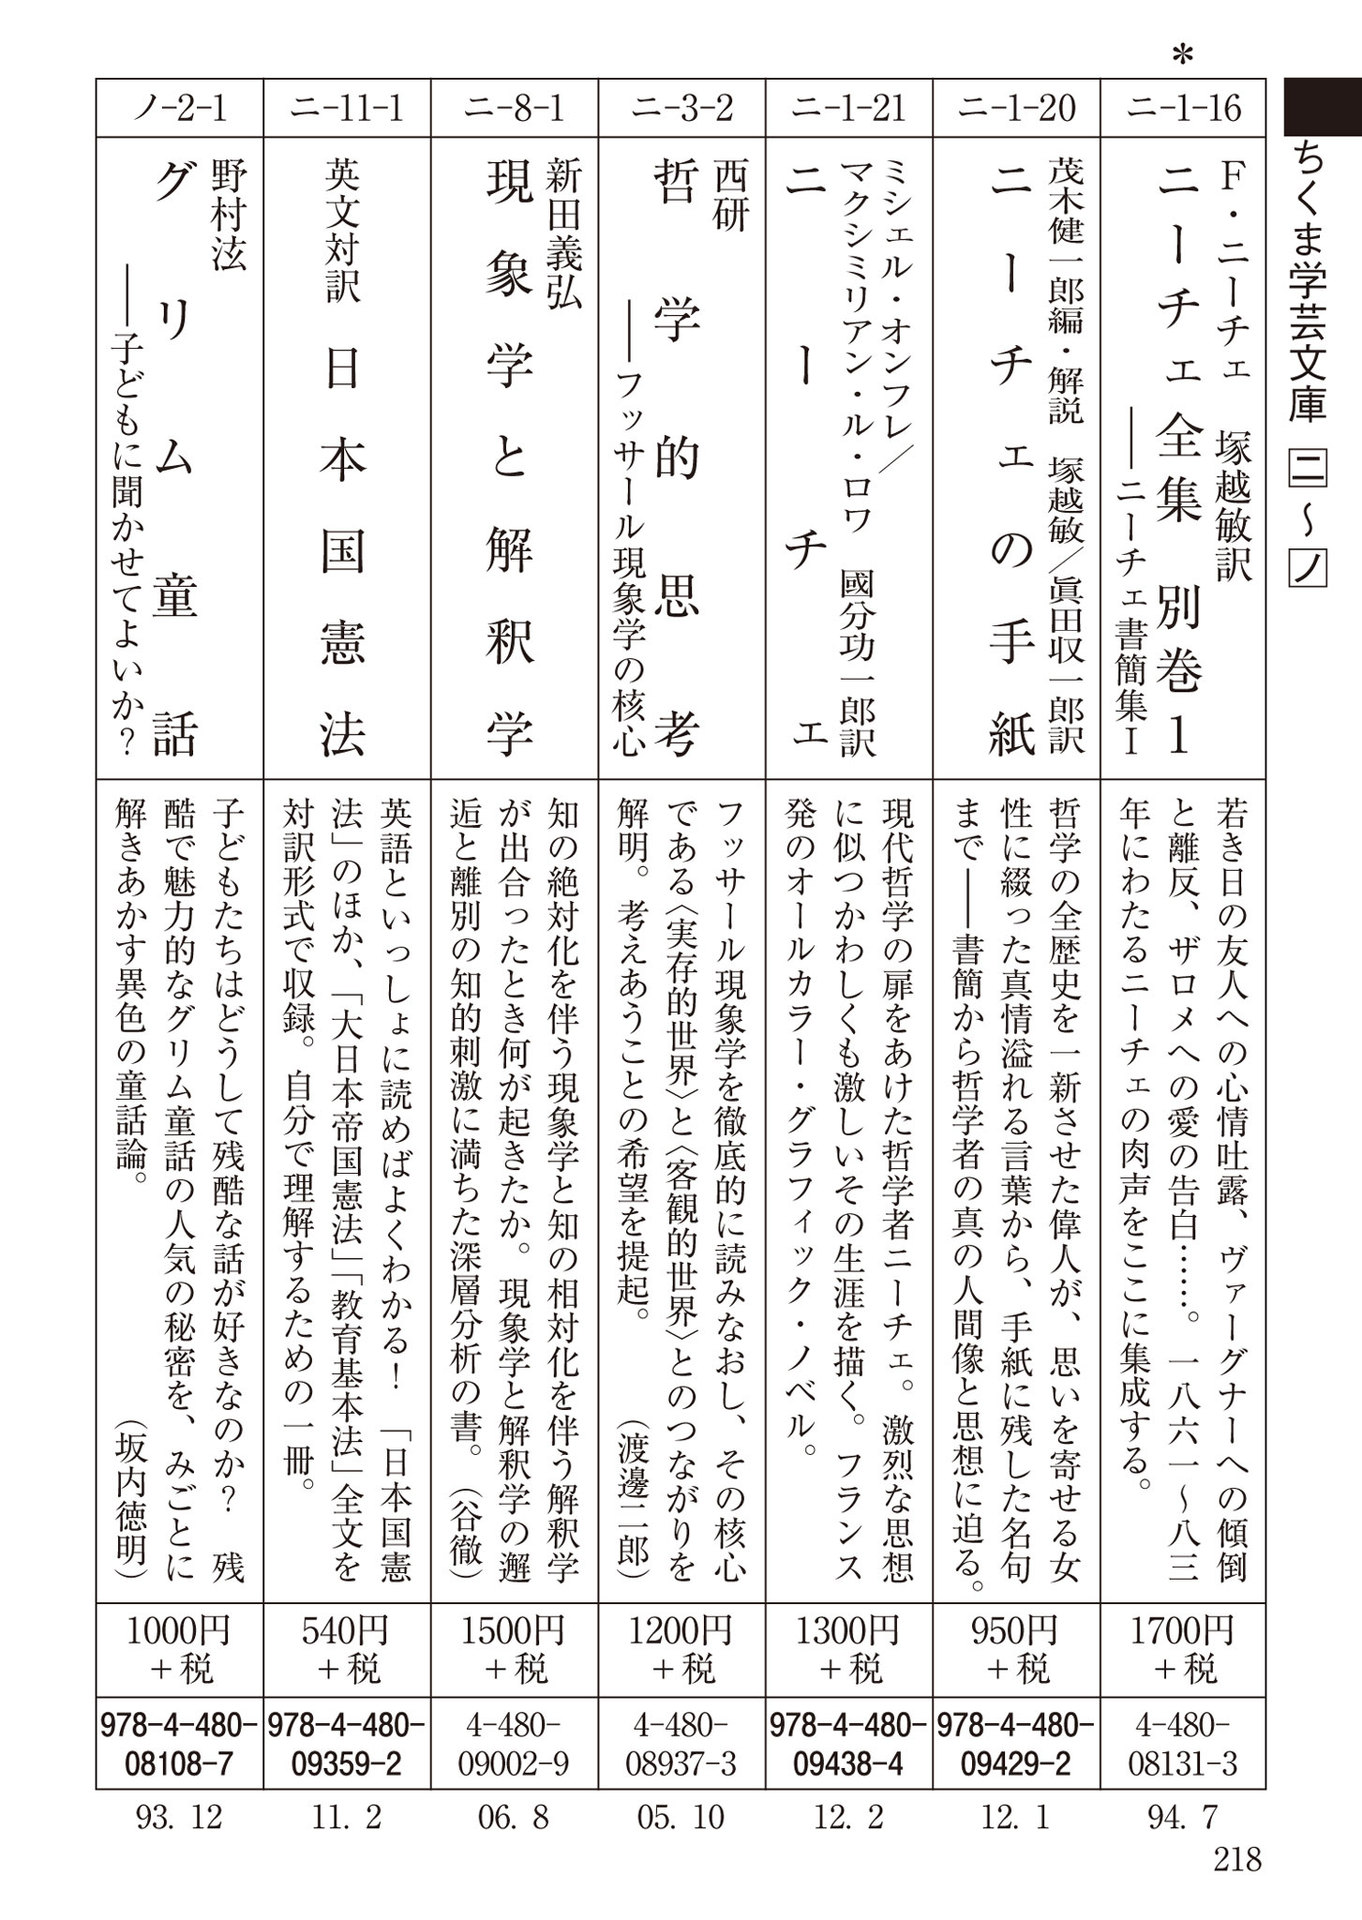 ちくま学芸文庫 ニ〜ノ
＊
ニ-1-16
F・ニーチェ 塚越敏訳
ニーチェ全集 別巻1
――ニーチェ書簡集Ⅰ
若き日の友人への心情吐露、ヴァーグナーへの傾倒
と離反、ザロメへの愛の告白……。一八六一〜八三
年にわたるニーチェの肉声をここに集成する。
1700円
＋税
4-480-
08131-3
94. 7
ニ-1-20
茂木健一郎編・解説 塚越敏／眞田収一郎訳
ニーチェの手紙
哲学の全歴史を一新させた偉人が、思いを寄せる女
性に綴った真情溢れる言葉から、手紙に残した名句
まで――書簡から哲学者の真の人間像と思想に迫る。
950円
＋税
978-4-480-
09429-2
12. 1
ニ-1-21
ミシェル・オンフレ／
マクシミリアン・ル・ロワ 國分功一郎訳
ニーチェ
現代哲学の扉をあけた哲学者ニーチェ。激烈な思想
に似つかわしくも激しいその生涯を描く。フランス
発のオールカラー・グラフィック・ノベル。
1300円
＋税
978-4-480-
09438-4
12. 2
ニ-3-2
西研
哲学的思考
――フッサール現象学の核心
フッサール現象学を徹底的に読みなおし、その核心
である〈実存的世界〉と〈客観的世界〉とのつながりを
解明。考えあうことの希望を提起。 （渡邊二郎）
1200円
＋税
4-480-
08937-3
05. 10
ニ-8-1
新田義弘
現象学と解釈学
知の絶対化を伴う現象学と知の相対化を伴う解釈学
が出合ったとき何が起きたか。現象学と解釈学の邂
逅と離別の知的刺激に満ちた深層分析の書。 （谷徹）
1500円
＋税
4-480-
09002-9
06. 8
ニ-11-1
英文対訳 日本国憲法
英語といっしょに読めばよくわかる！ 「日本国憲
法」のほか、「大日本帝国憲法」「教育基本法」全文を
対訳形式で収録。自分で理解するための一冊。
540円
＋税
978-4-480-
09359-2
11. 2
ノ-2-1
野村泫
グリム童話
――子どもに聞かせてよいか？
子どもたちはどうして残酷な話が好きなのか？ 残
酷で魅力的なグリム童話の人気の秘密を、みごとに
解きあかす異色の童話論。 （坂内徳明）
1000円
＋税
978-4-480-
08108-7
93. 12
218